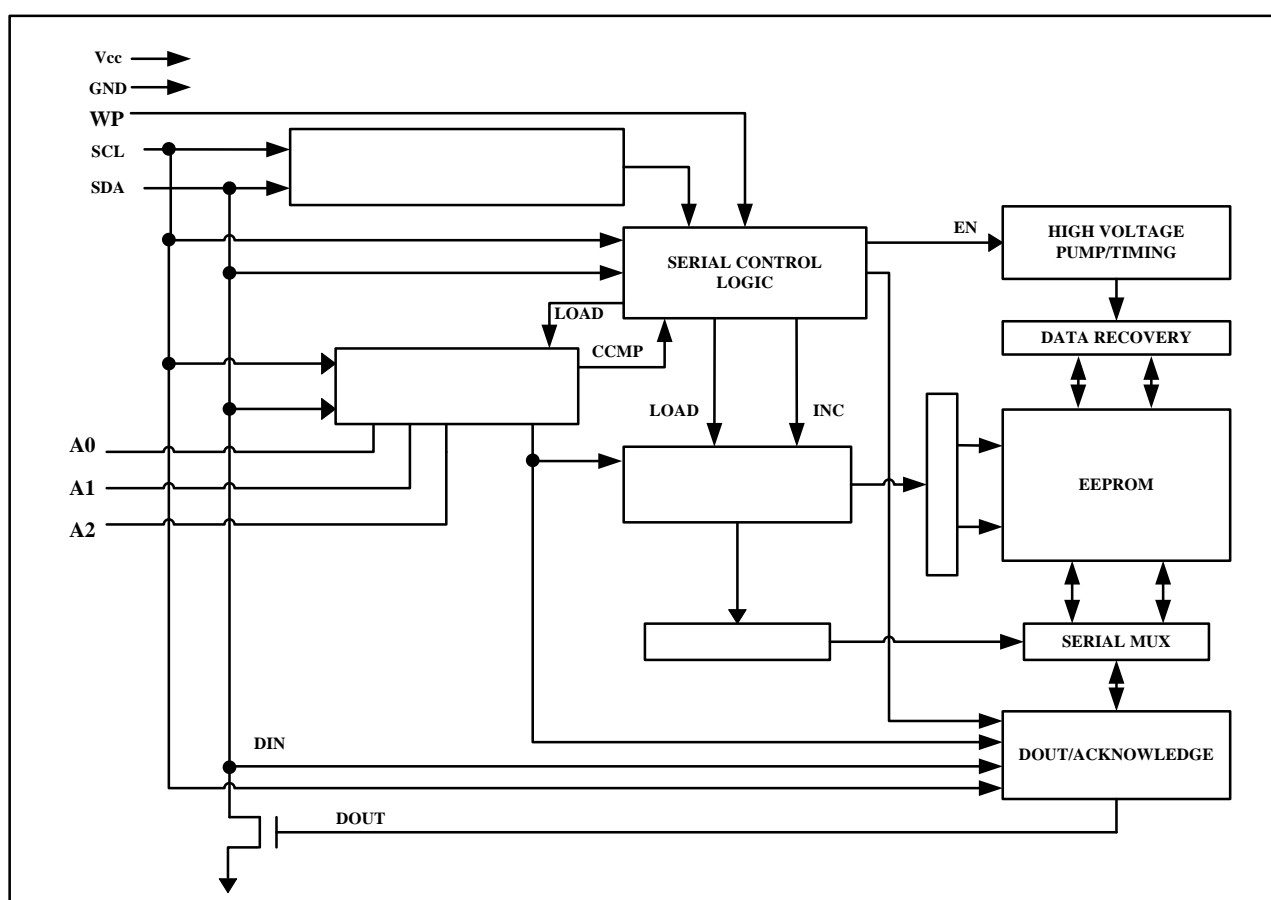 Vcc
GND
WP
SCL
SDA
EN
HIGH VOLTAGE
PUMP/TIMING
SERIAL CONTROL
LOGIC
LOAD
DATA RECOVERY
CCMP
LOAD
INC
A0
A1
A2
EEPROM
SERIAL MUX
DIN
DOUT/ACKNOWLEDGE
DOUT